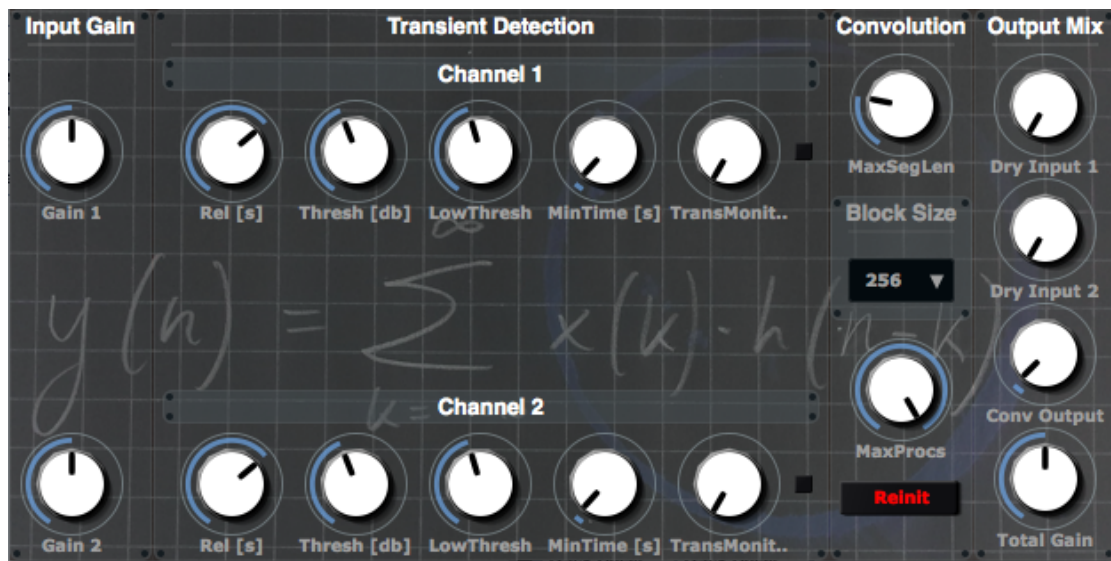 Input Gain
Transient Detection
Convolution
Output Mix
Channel 1
Gain 1
Rel [s]
Thresh [db]
LowThresh
MinTime [s]
TransMonit..
MaxSegLen
Dry Input 1
Block Size
256
Dry Input 2
∞
y(n) = ∑ x(k)·h(n-k)
k=
Channel 2
MaxProcs
Conv Output
Reinit
Gain 2
Rel [s]
Thresh [db]
LowThresh
MinTime [s]
TransMonit..
Total Gain